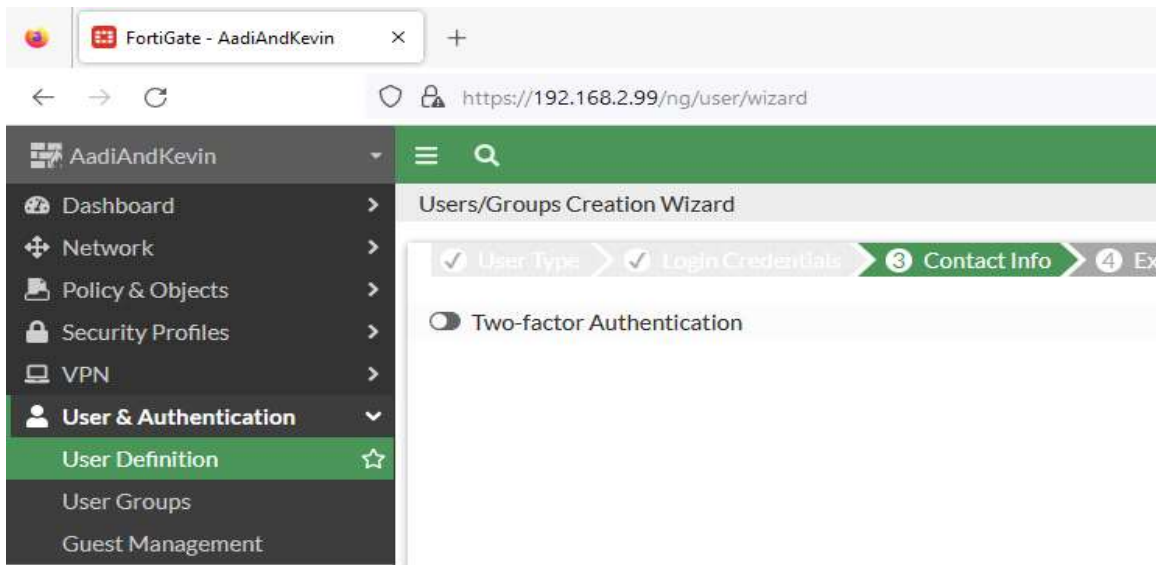 FortiGate - AadiAndKevin
https://192.168.2.99/ng/user/wizard
AadiAndKevin
Dashboard
Users/Groups Creation Wizard
Network
User Type
Login Credentials
3 Contact Info
4 Ex
Policy & Objects
Two-factor Authentication
Security Profiles
VPN
User & Authentication
User Definition
User Groups
Guest Management